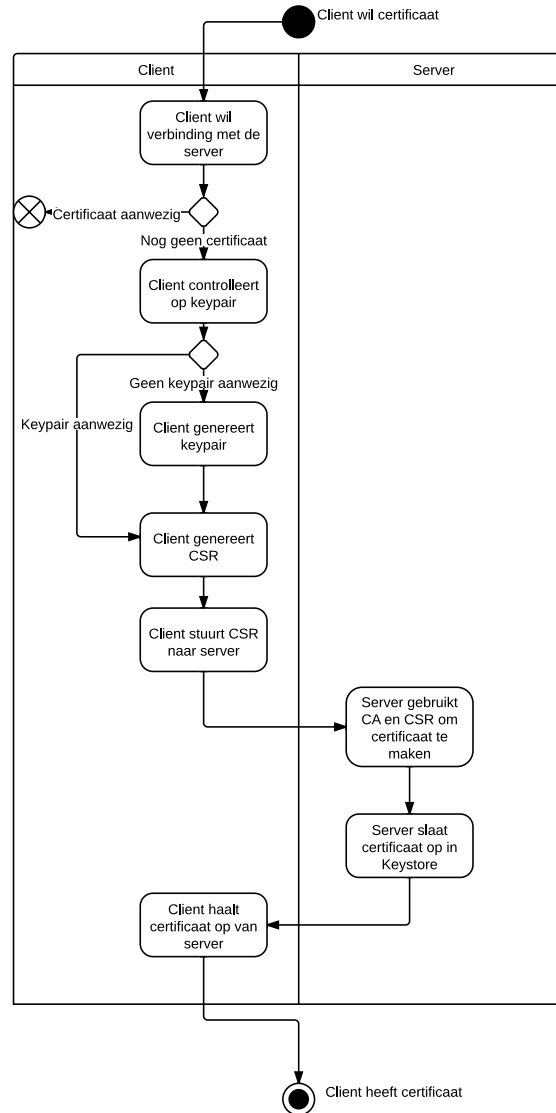 Client wil certificaat
Client
Server
Client wil
verbinding met de
server
Certificaat aanwezig
Nog geen certificaat
Client controlleert
op keypair
Geen keypair aanwezig
Keypair aanwezig
Client genereert
keypair
Client genereert
CSR
Client stuurt CSR
naar server
Server gebruikt
CA en CSR om
certificaat te
maken
Server slaat
certificaat op in
Keystore
Client haalt
certificaat op van
server
Client heeft certificaat